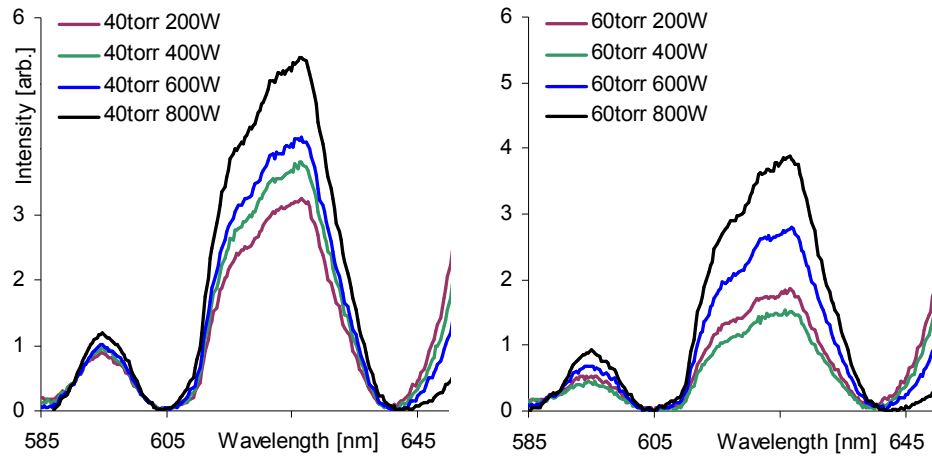 6
40torr 200W
40torr 400W
40torr 600W
40torr 800W
Intensity [arb.]
3
1
0
585
605
Wavelength [nm]
645
6
60torr 200W
60torr 400W
60torr 600W
60torr 800W
5
4
3
2
1
0
585
605
Wavelength [nm]
645